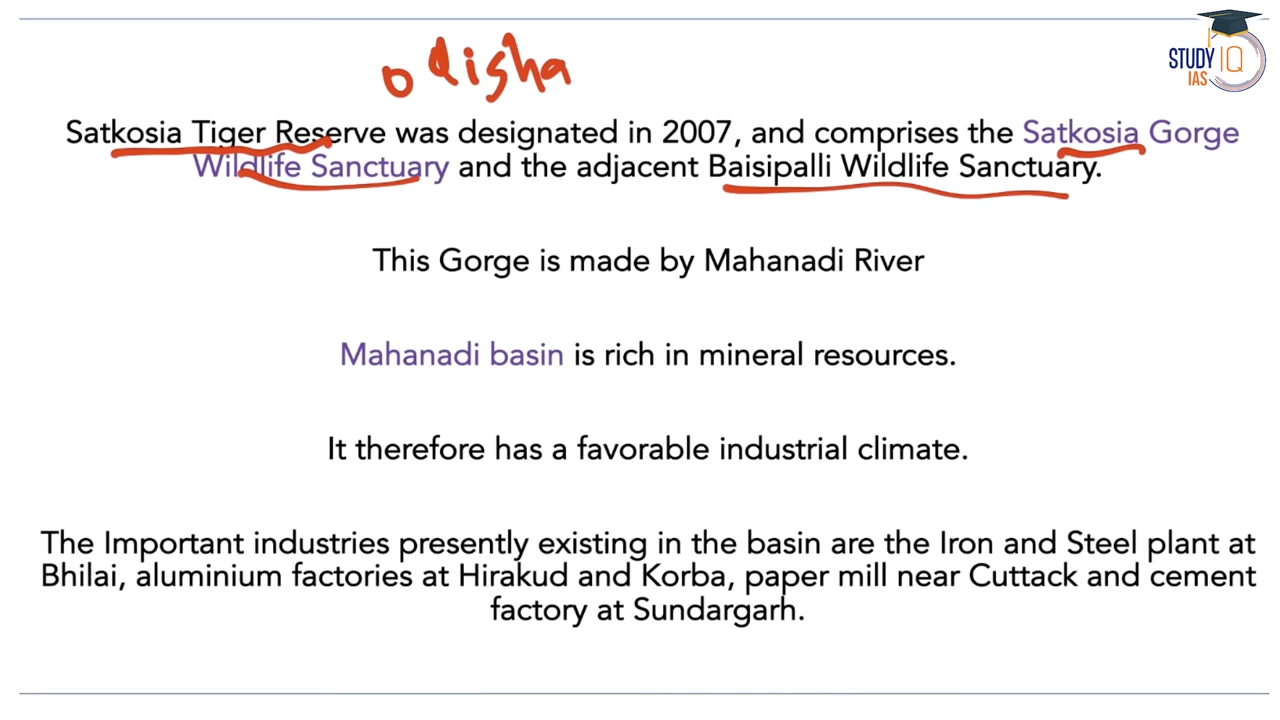 STUDY IQ
IAS
Odisha
Satkosia Tiger Reserve was designated in 2007, and comprises the Satkosia Gorge
Wildlife Sanctuary and the adjacent Baisipalli Wildlife Sanctuary.
This Gorge is made by Mahanadi River
Mahanadi basin is rich in mineral resources.
It therefore has a favorable industrial climate.
The Important industries presently existing in the basin are the Iron and Steel plant at
Bhilai, aluminium factories at Hirakud and Korba, paper mill near Cuttack and cement
factory at Sundargarh.